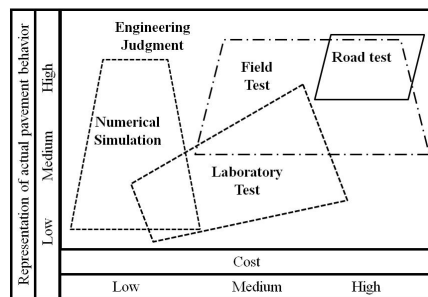 Representation of actual pavement behavior
High
Medium
Low
Engineering
Judgment
Numerical
Simulation
Field
Test
Road test
Laboratory
Test
Cost
Low
Medium
High